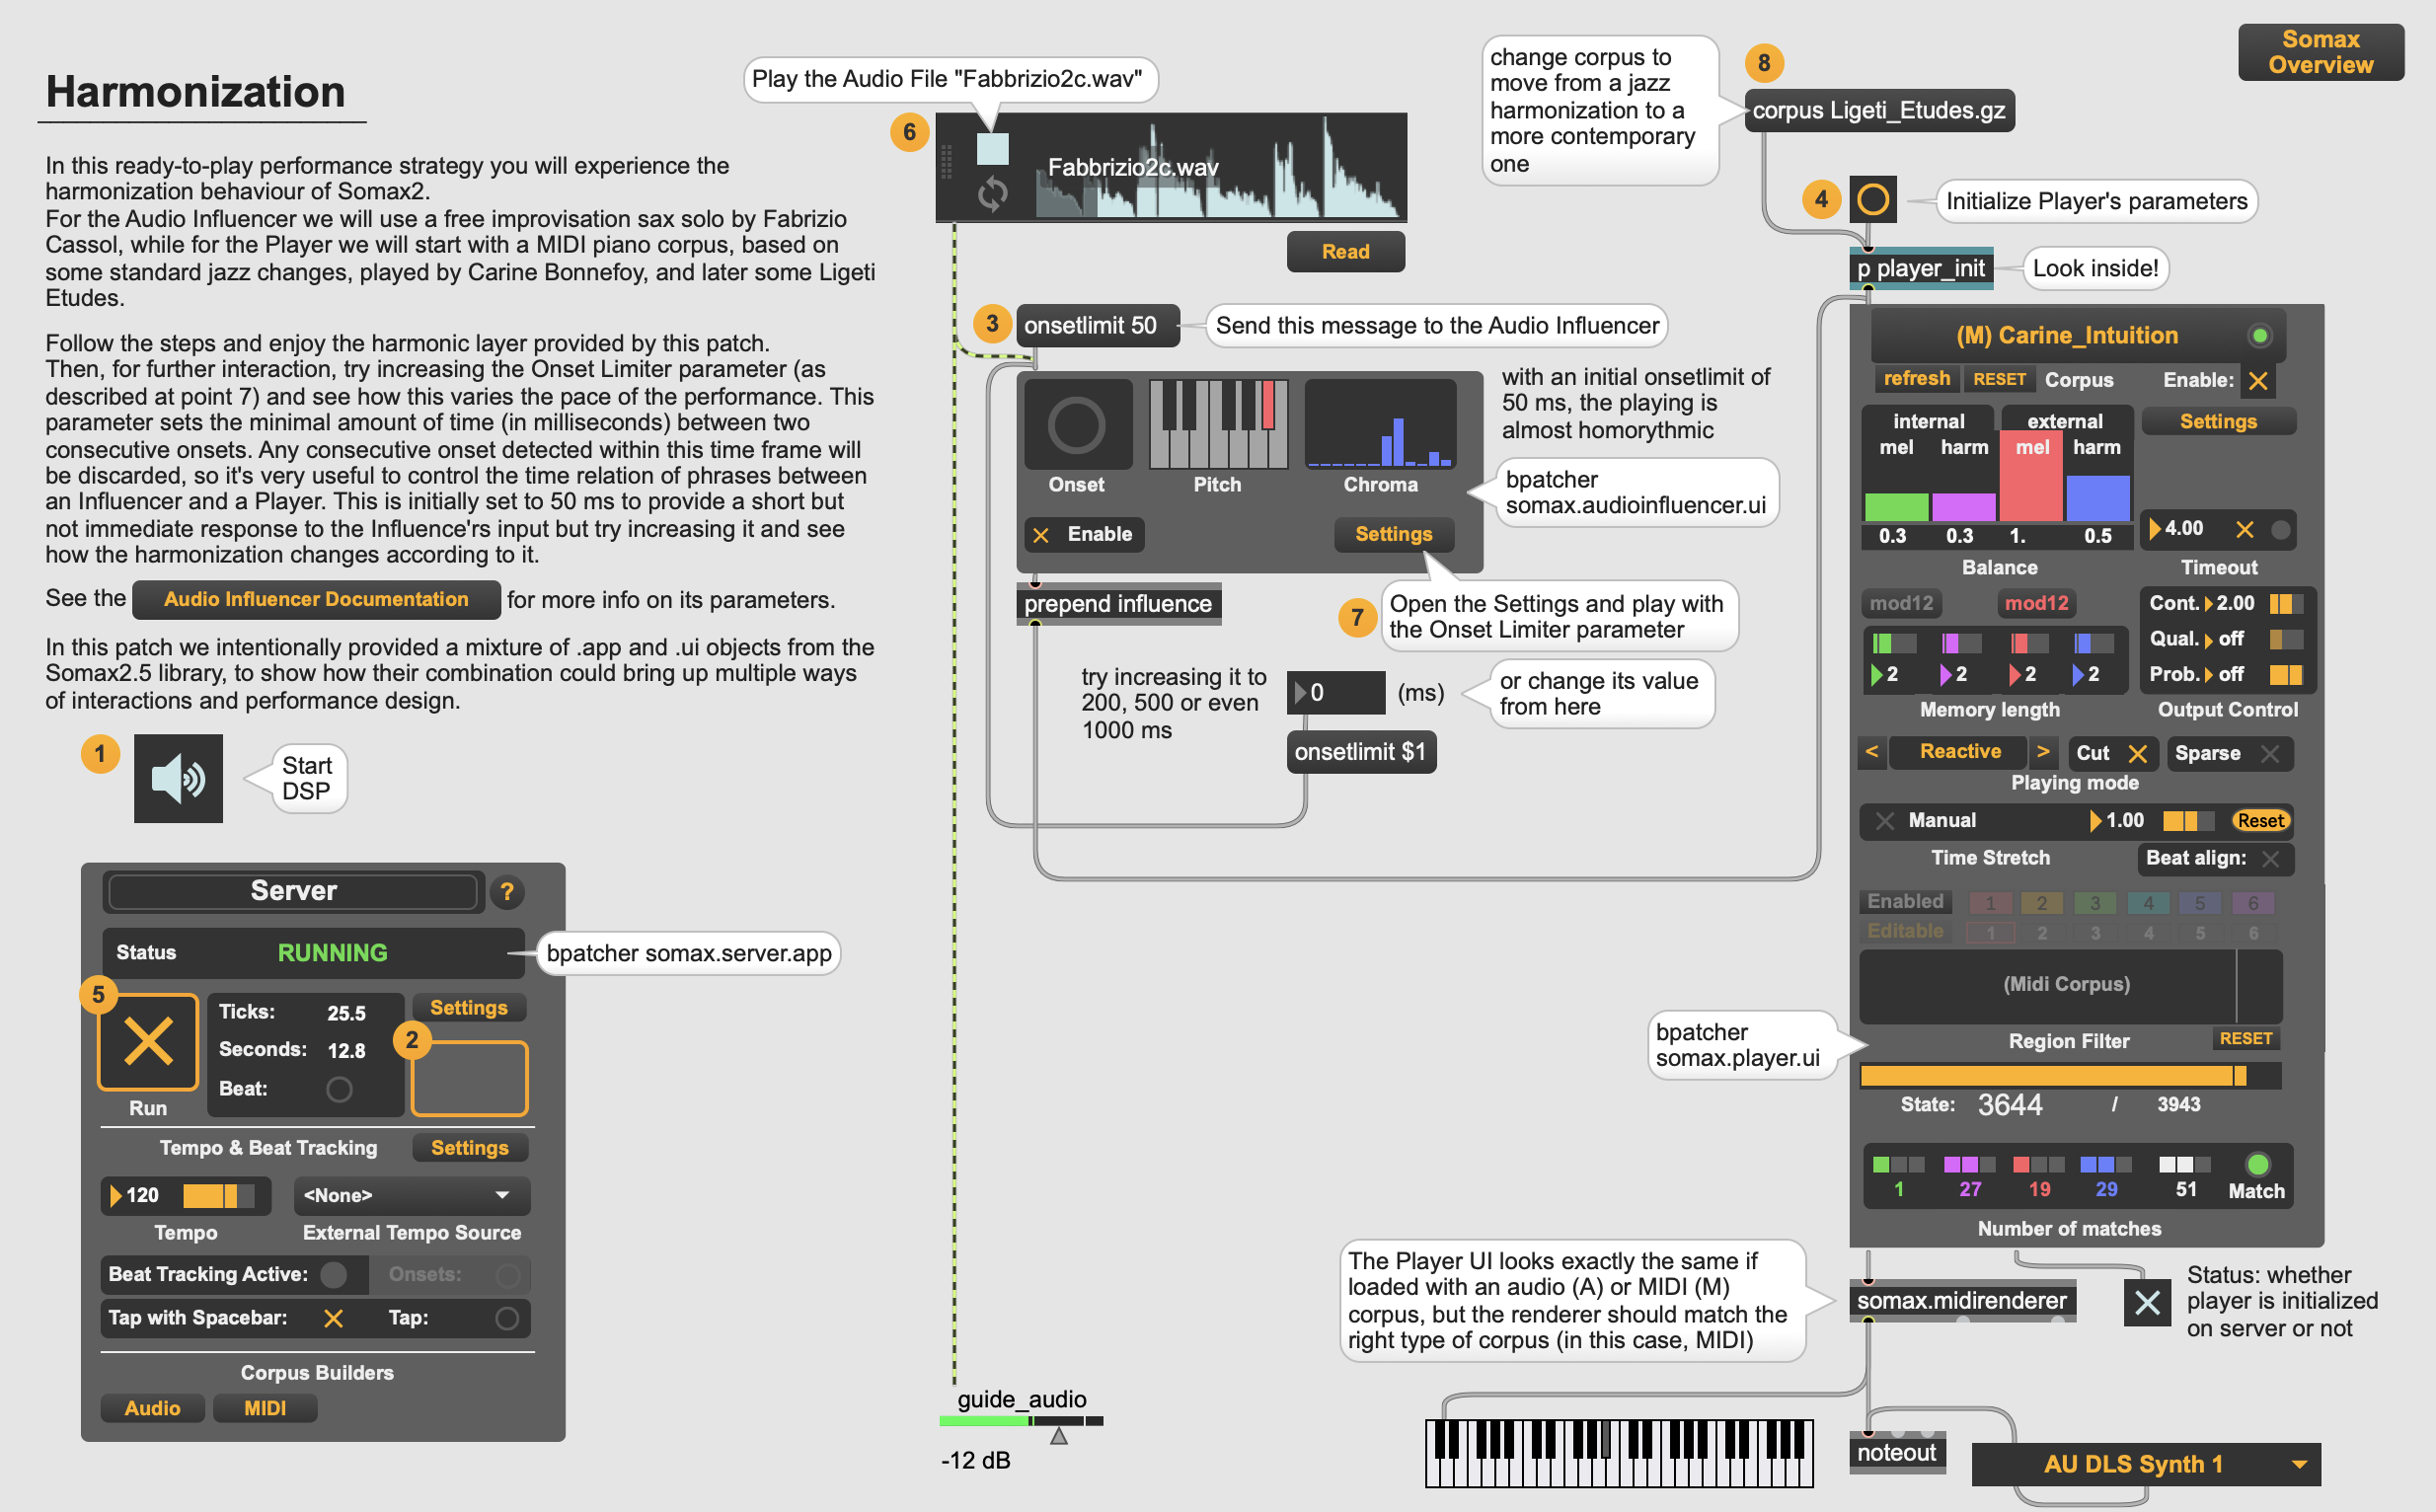 Harmonization
In this ready-to-play performance strategy you will experience the
harmonization behaviour of Somax2.
For the Audio Influencer we will use a free improvisation sax solo by Fabrizio
Cassol, while for the Player we will start with a MIDI piano corpus, based on
some standard jazz changes, played by Carine Bonnefoy, and later some Ligeti
Etudes.
Follow the steps and enjoy the harmonic layer provided by this patch.
Then, for further interaction, try increasing the Onset Limiter parameter (as
described at point 7) and see how this varies the pace of the performance. This
parameter sets the minimal amount of time (in milliseconds) between two
consecutive onsets. Any consecutive onset detected within this time frame will
be discarded, so it's very useful to control the time relation of phrases between
an Influencer and a Player. This is initially set to 50 ms to provide a short but
not immediate response to the Influence'rs input but try increasing it and see
how the harmonization changes according to it.
See the Audio Influencer Documentation for more info on its parameters.
In this patch we intentionally provided a mixture of .app and .ui objects from the
Somax2.5 library, to show how their combination could bring up multiple ways
of interactions and performance design.
1
Start
DSP
Server ?
Status RUNNING
bpatcher somax.server.app
5
Run
Ticks: 25.5
Seconds: 12.8
Beat:
Settings
2
Tempo & Beat Tracking Settings
120 <None>
Tempo External Tempo Source
Beat Tracking Active: Onsets:
Tap with Spacebar: Tap:
Corpus Builders
Audio MIDI
Play the Audio File "Fabbrizio2c.wav"
6
Fabbrizio2c.wav
Read
3 onsetlimit 50 Send this message to the Audio Influencer
Onset Pitch Chroma
Enable Settings
with an initial onsetlimit of
50 ms, the playing is
almost homorythmic
bpatcher
somax.audioinfluencer.ui
prepend influence
7
Open the Settings and play with
the Onset Limiter parameter
try increasing it to
200, 500 or even
1000 ms
0 (ms)
or change its value
from here
onsetlimit $1
guide_audio
-12 dB
change corpus to
move from a jazz
harmonization to a
more contemporary
one
8
corpus Ligeti_Etudes.gz
Somax
Overview
4 Initialize Player's parameters
p player_init Look inside!
(M) Carine_Intuition
refresh RESET Corpus Enable:
internal external Settings
mel harm mel harm
0.3 0.3 1. 0.5 4.00
Balance Timeout
mod12 mod12 Cont. 2.00
Qual. off
2 2 2 2 Prob. off
Memory length Output Control
< Reactive > Cut Sparse
Playing mode
Manual 1.00 Reset
Time Stretch Beat align:
Enabled 1 2 3 4 5 6
Editable 1 2 3 4 5 6
(Midi Corpus)
Region Filter RESET
bpatcher
somax.player.ui
State: 3644 / 3943
1 27 19 29 51 Match
Number of matches
The Player UI looks exactly the same if
loaded with an audio (A) or MIDI (M)
corpus, but the renderer should match the
right type of corpus (in this case, MIDI)
somax.midirenderer
Status: whether
player is initialized
on server or not
noteout
AU DLS Synth 1